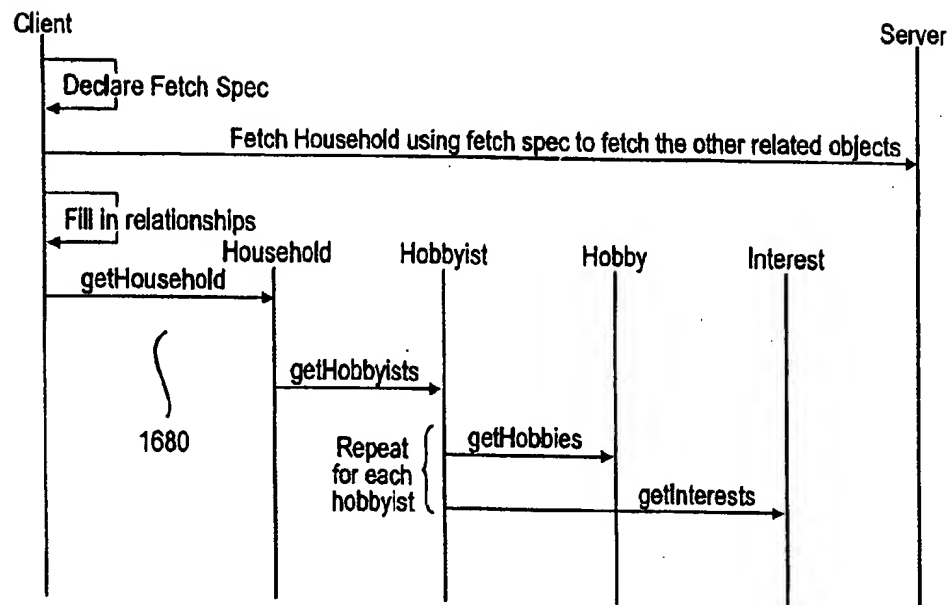 Client
Server
Declare Fetch Spec
Fetch Household using fetch spec to fetch the other related objects
Fill in relationships
Household
Hobbyist
Hobby
Interest
getHousehold
getHobbyists
1680
Repeat
for each
hobbyist
getHobbies
getInterests